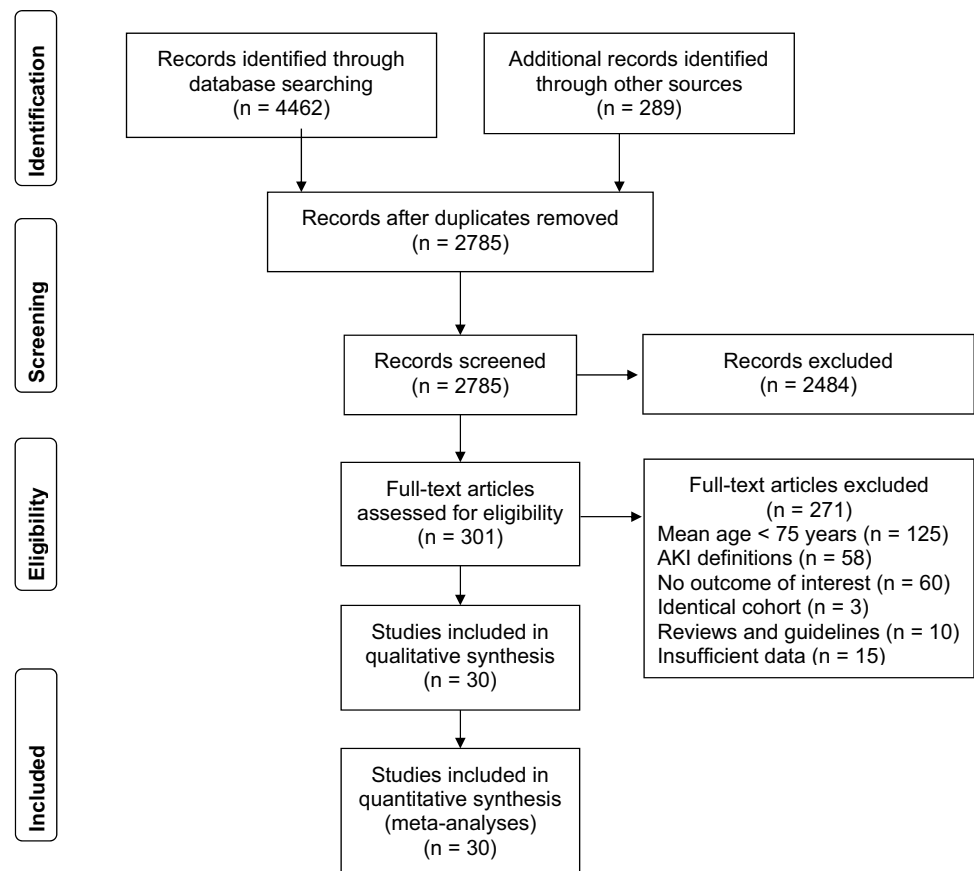 Identification
Records identified through
database searching
(n = 4462)
Additional records identified
through other sources
(n = 289)
Records after duplicates removed
(n = 2785)
Screening
Records screened
(n = 2785)
Records excluded
(n = 2484)
Eligibility
Full-text articles
assessed for eligibility
(n = 301)
Full-text articles excluded
(n = 271)
Mean age < 75 years (n = 125)
AKI definitions (n = 58)
No outcome of interest (n = 60)
Identical cohort (n = 3)
Reviews and guidelines (n = 10)
Insufficient data (n = 15)
Studies included in
qualitative synthesis
(n = 30)
Included
Studies included in
quantitative synthesis
(meta-analyses)
(n = 30)